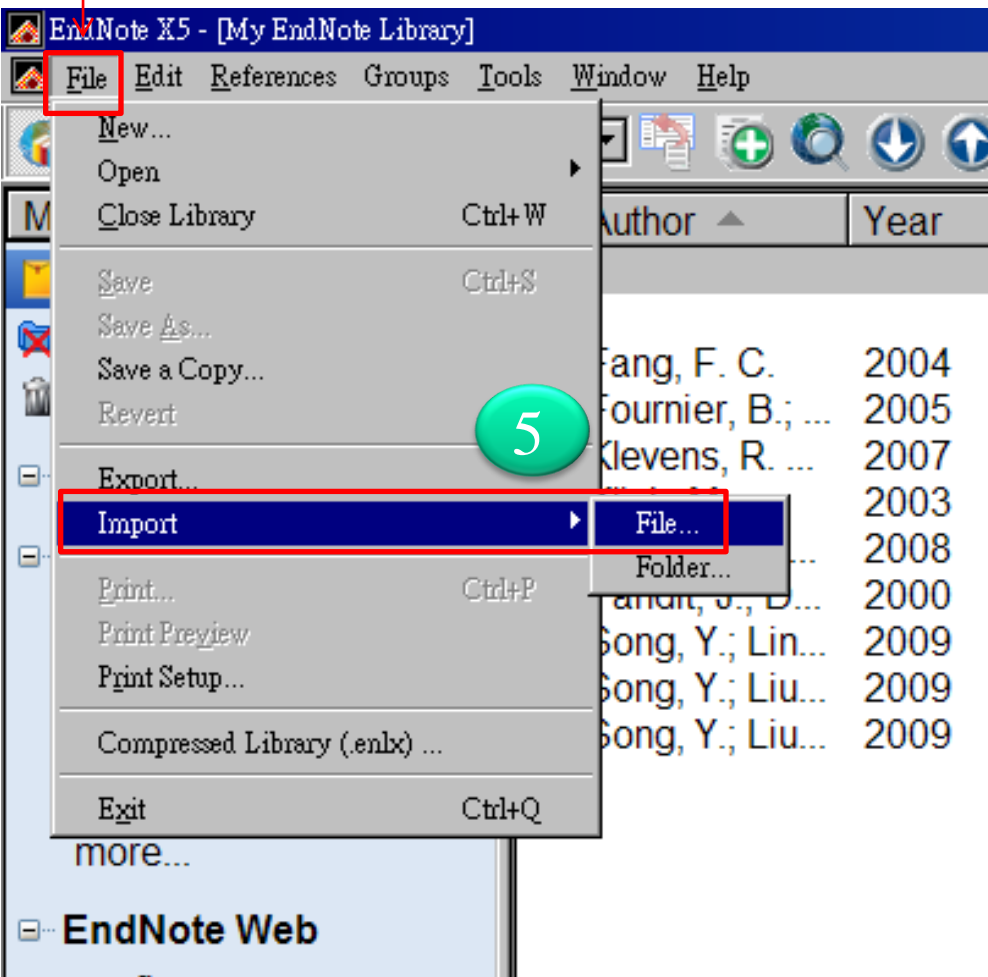 EndNote X5 - [My EndNote Library]
File Edit References Groups Tools Window Help
New...
Open
Close Library Ctrl+W
Author Year
Save Ctrl+S
Save As...
Save a Copy...
Revert
5
Export...
Import
File...
Folder...
Print... Ctrl+P
Print Preview
Print Setup...
Compressed Library (.enlx) ...
Exit Ctrl+Q
Fang, F. C. 2004
Fournier, B.; ... 2005
Klevens, R. ... 2007
2003
... 2008
Pandit, J., D... 2000
Song, Y.; Lin... 2009
Song, Y.; Liu... 2009
Song, Y.; Liu... 2009
more...
EndNote Web